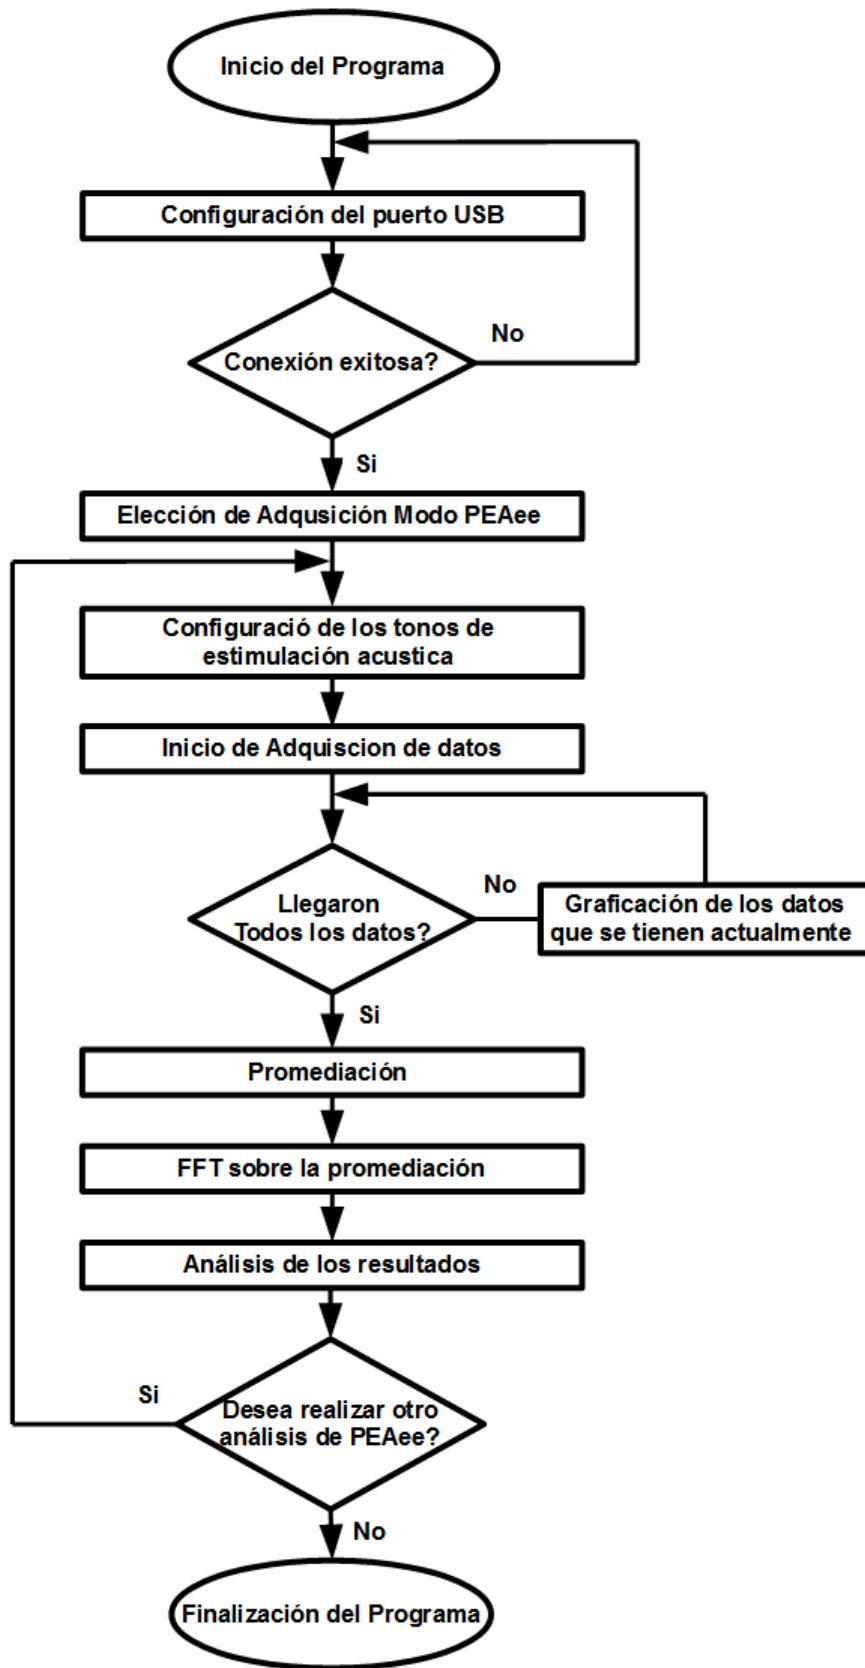 Inicio del Programa
Configuración del puerto USB
Conexión exitosa?
No
Si
Elección de Adqusición Modo PEAee
Configuració de los tonos de
estimulación acustica
Inicio de Adquiscion de datos
Llegaron
Todos los datos?
No
Graficación de los datos
que se tienen actualmente
Si
Promediación
FFT sobre la promediación
Análisis de los resultados
Si
Desea realizar otro
análisis de PEAee?
No
Finalización del Programa